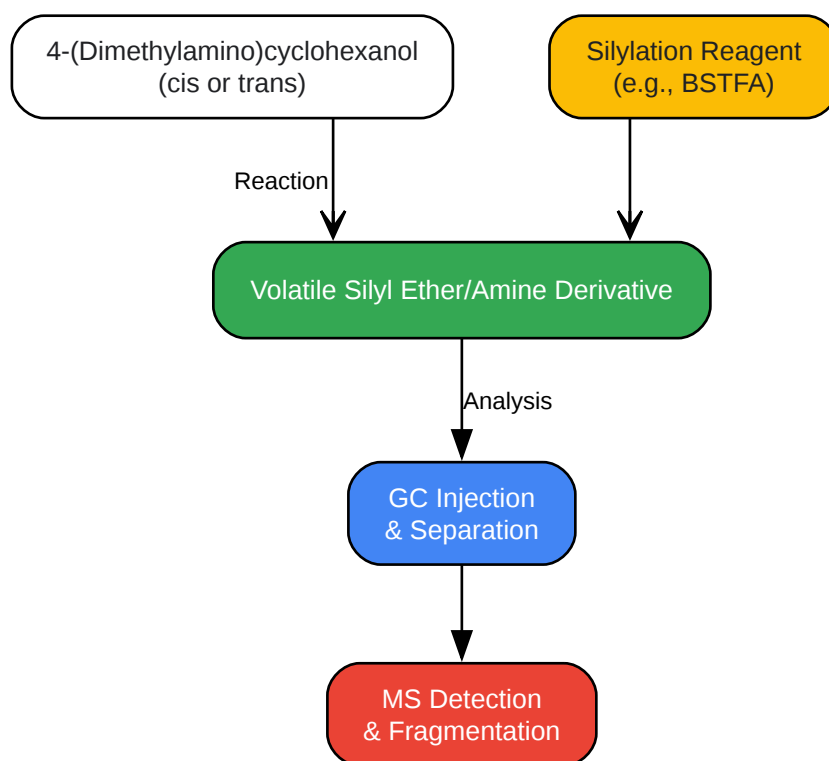 4-(Dimethylamino)cyclohexanol
(cis or trans)
Silylation Reagent
(e.g., BSTFA)
Reaction
Volatile Silyl Ether/Amine Derivative
Analysis
GC Injection
& Separation
MS Detection
& Fragmentation